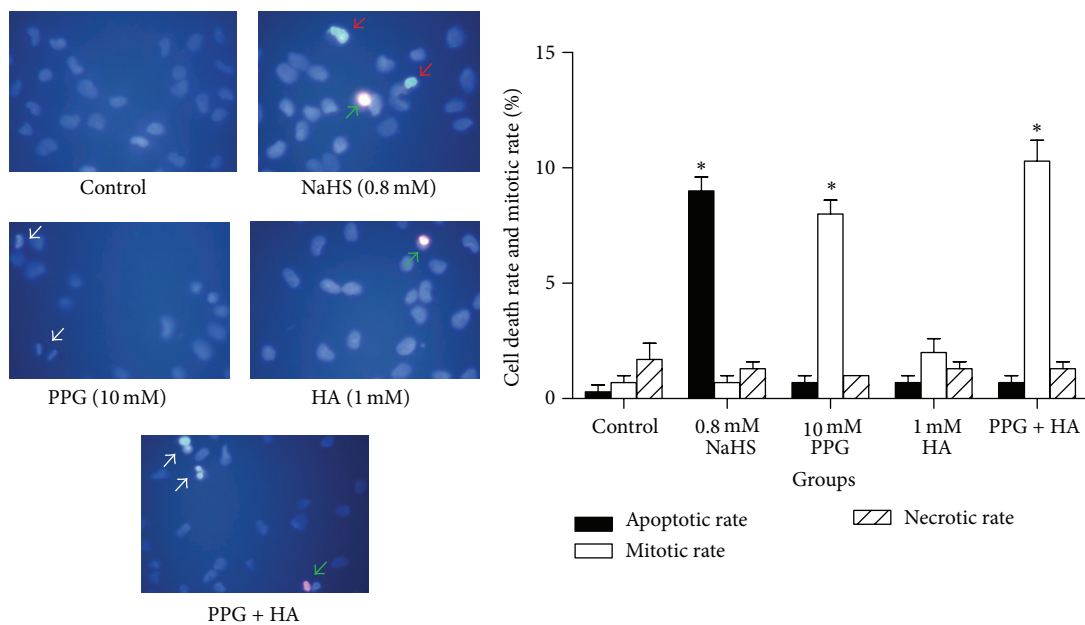 Control
NaHS (0.8 mM)
PPG (10 mM)
HA (1 mM)
PPG + HA
Cell death rate and mitotic rate (%)
15
10
5
0
*
*
*
Control
0.8 mM
NaHS
10 mM
PPG
1 mM
HA
PPG + HA
Groups
Apoptotic rate
Mitotic rate
Necrotic rate